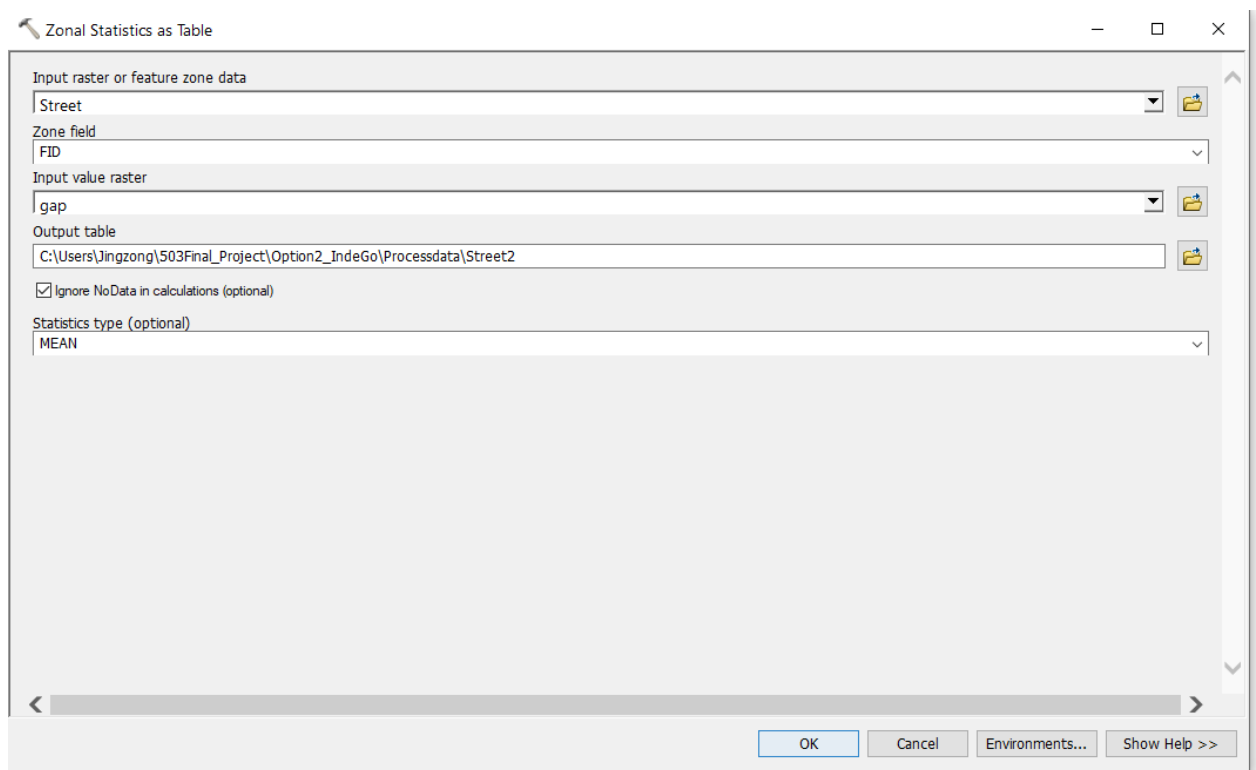 Zonal Statistics as Table
Input raster or feature zone data
Street
Zone field
FID
Input value raster
gap
Output table
C:\Users\Jingzong\503Final_Project\Option2_IndeGo\Processdata\Street2
Ignore NoData in calculations (optional)
Statistics type (optional)
MEAN
OK Cancel Environments... Show Help >>